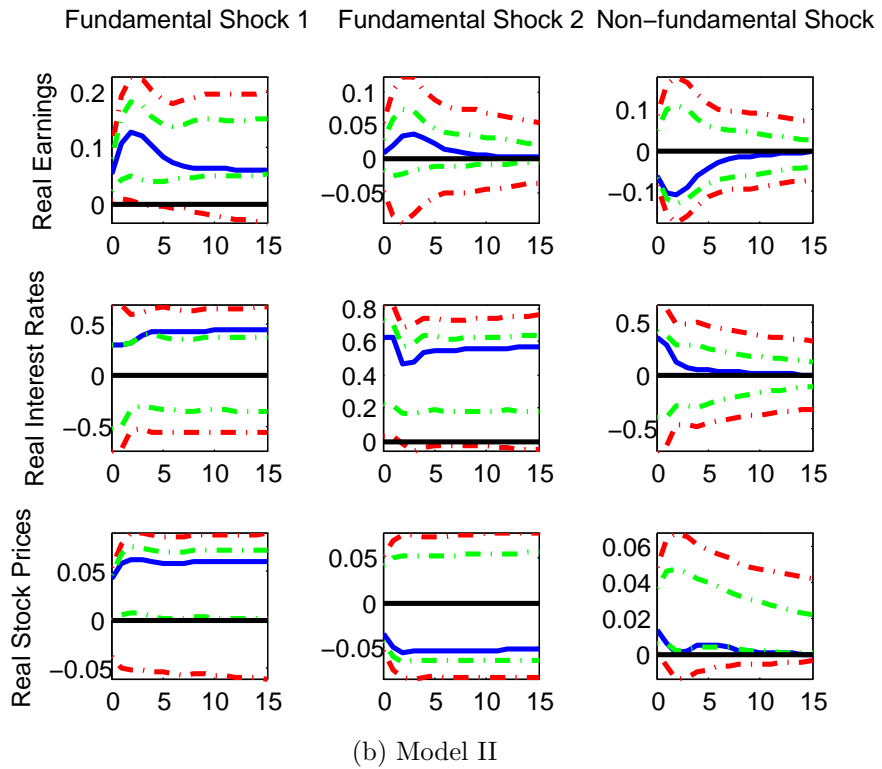 Fundamental Shock 1 Fundamental Shock 2 Non−fundamental Shock
Real Earnings
0.2
0.1
0
0 5 10 15
0.1
0.05
0
−0.05
0 5 10 15
0.1
0
−0.1
0 5 10 15
Real Interest Rates
0.5
0
−0.5
0 5 10 15
0.8
0.6
0.4
0.2
0
0 5 10 15
0.5
0
−0.5
0 5 10 15
Real Stock Prices
0.05
0
−0.05
0 5 10 15
0.05
0
−0.05
0 5 10 15
0.06
0.04
0.02
0
0 5 10 15
(b) Model II